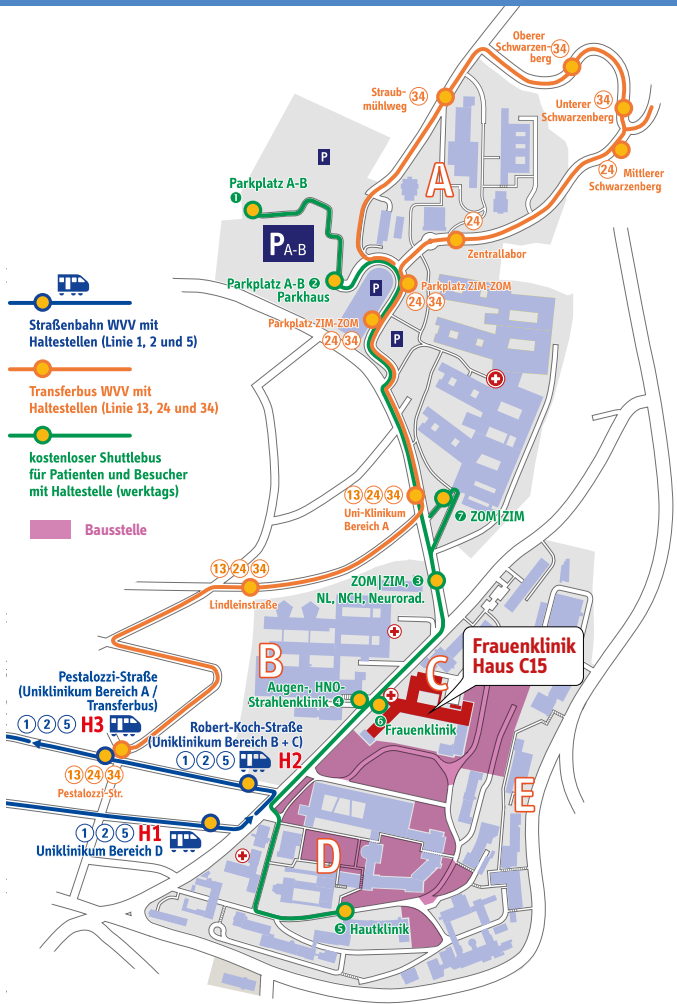 Oberer
Schwarzen-
berg
34
Straub-
mühlweg
34
Unterer
Schwarzenberg
34
24
Mittlerer
Schwarzenberg
A
24
Zentrallabor
P
Parkplatz A-B
1
P A-B
Parkplatz A-B 2
Parkhaus
P
Parkplatz ZIM-ZOM
24 34
Parkplatz ZIM-ZOM
24 34
P
Straßenbahn WVV mit
Haltestellen (Linie 1, 2 und 5)
Transferbus WVV mit
Haltestellen (Linie 13, 24 und 34)
kostenloser Shuttlebus
für Patienten und Besucher
mit Haltestelle (werktags)
Bausstelle
13 24 34
Uni-Klinikum
Bereich A
7 ZOM|ZIM
13 24 34
Lindleinstraße
ZOM|ZIM, 3
NL, NCH, Neurorad.
B
C
Frauenklinik
Haus C15
Augen-, HNO-
Strahlenklinik 4
6
Frauenklinik
Pestalozzi-Straße
(Uniklinikum Bereich A /
Transferbus)
1 2 5 H3
13 24 34
Pestalozzi-Str.
Robert-Koch-Straße
(Uniklinikum Bereich B + C)
1 2 5 H2
E
1 2 5 H1
Uniklinikum Bereich D
D
5 Hautklinik